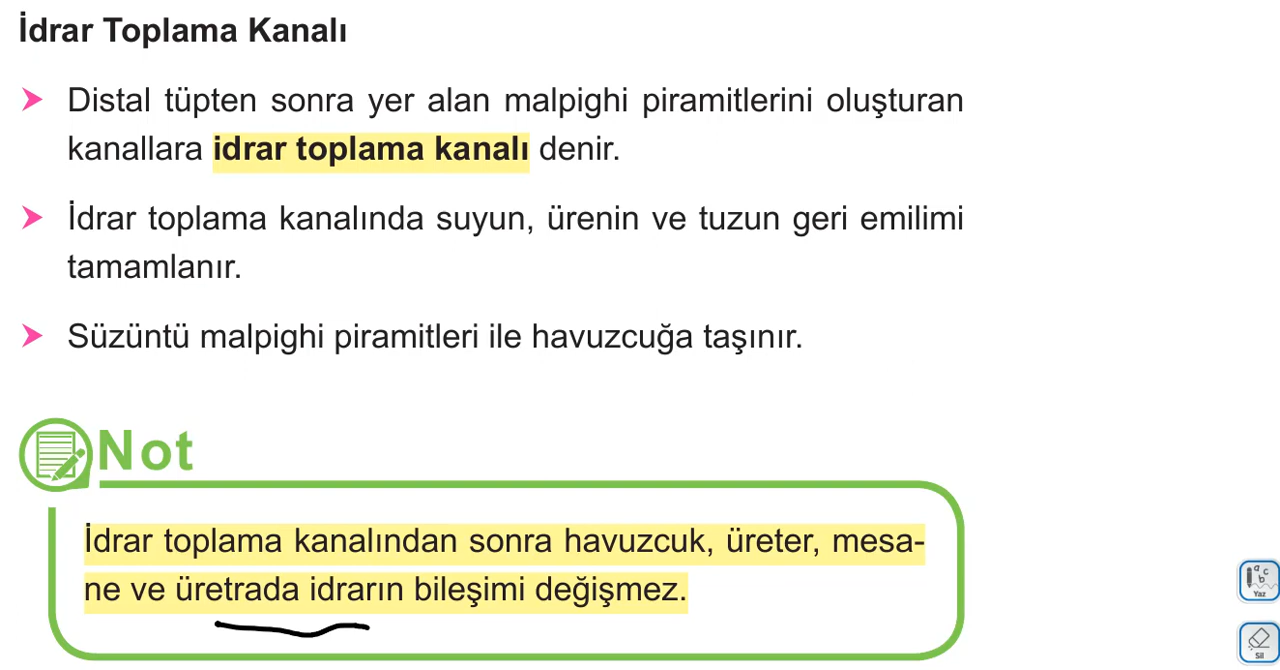 İdrar Toplama Kanalı
Distal tüpten sonra yer alan malpighi piramitlerini oluşturan
kanallara idrar toplama kanalı denir.
İdrar toplama kanalında suyun, ürenin ve tuzun geri emilimi
tamamlanır.
Süzüntü malpighi piramitleri ile havuzcuğa taşınır.
Not
İdrar toplama kanalından sonra havuzcuk, üreter, mesa-
ne ve üretrada idrarın bileşimi değişmez.
a b c
Yaz
Sil